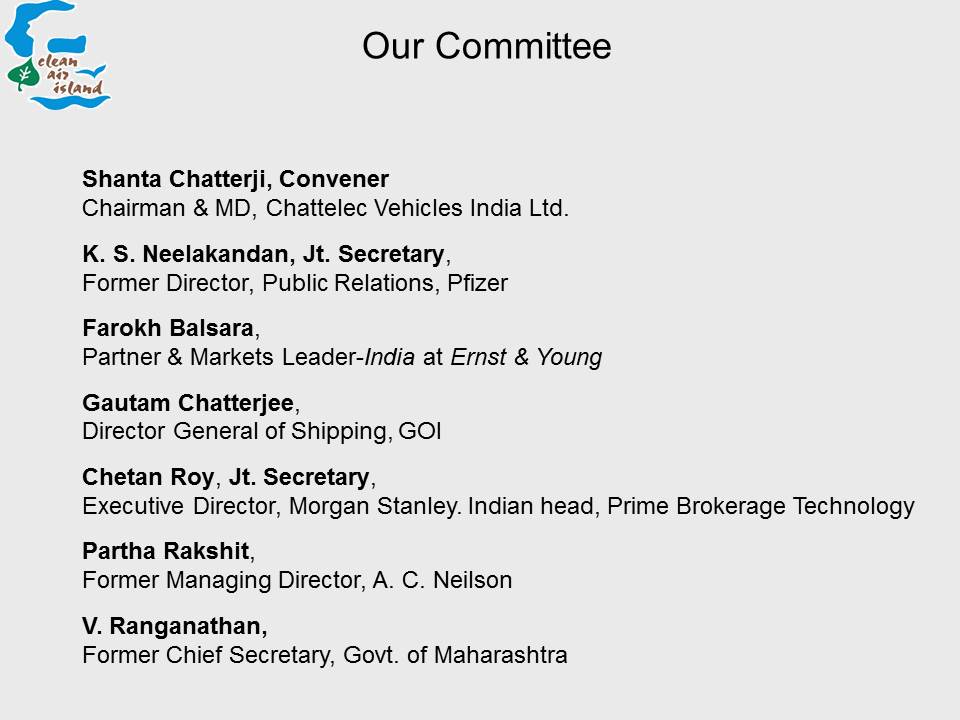 clean
air
island
Our Committee
Shanta Chatterji, Convener
Chairman & MD, Chattelec Vehicles India Ltd.
K. S. Neelakandan, Jt. Secretary,
Former Director, Public Relations, Pfizer
Farokh Balsara,
Partner & Markets Leader-India at Ernst & Young
Gautam Chatterjee,
Director General of Shipping, GOI
Chetan Roy, Jt. Secretary,
Executive Director, Morgan Stanley. Indian head, Prime Brokerage Technology
Partha Rakshit,
Former Managing Director, A. C. Neilson
V. Ranganathan,
Former Chief Secretary, Govt. of Maharashtra